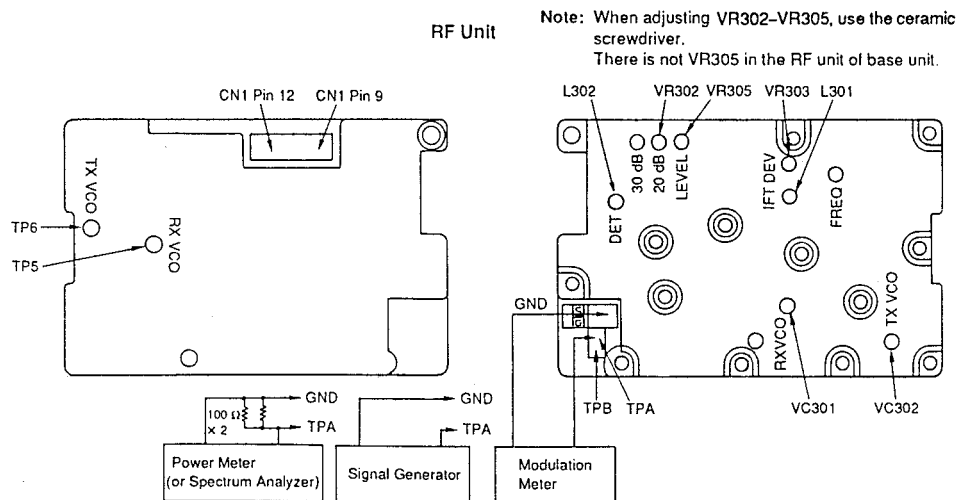 RF Unit
Note: When adjusting VR302–VR305, use the ceramic
screwdriver.
There is not VR305 in the RF unit of base unit.
CN1 Pin 12
CN1 Pin 9
TX VCO
TP6
RX VCO
TP5
L302
VR302
VR305
VR303
L301
30 dB
20 dB
LEVEL
IFT DEV
FREQ
DET
GND
RXVCO
TX VCO
TPB
TPA
VC301
VC302
GND
100 Ω
× 2
TPA
Power Meter
(or Spectrum Analyzer)
GND
TPA
Signal Generator
Modulation
Meter